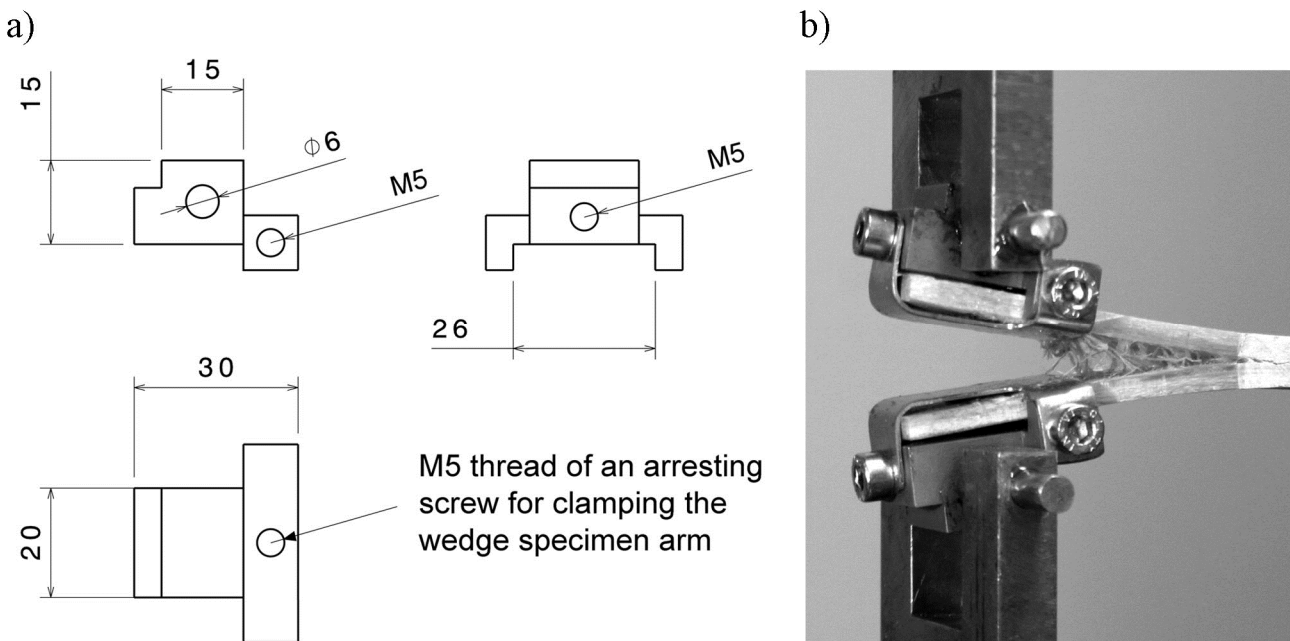 a)
b)
15
15
ϕ6
M5
M5
26
30
20
M5 thread of an arresting
screw for clamping the
wedge specimen arm